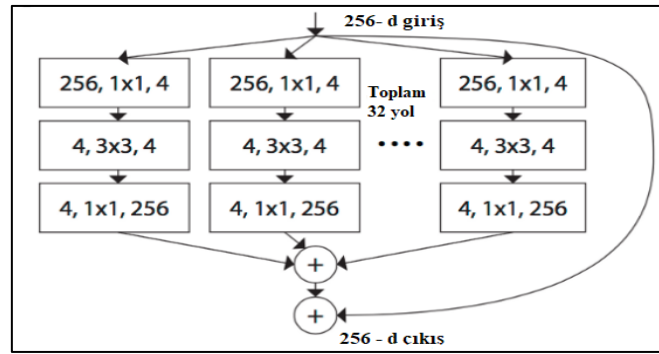 256- d giriş
256, 1x1, 4
256, 1x1, 4
Toplam
32 yol
256, 1x1, 4
4, 3x3, 4
4, 3x3, 4
....
4, 3x3, 4
4, 1x1, 256
4, 1x1, 256
4, 1x1, 256
+
+
256 - d çıkış